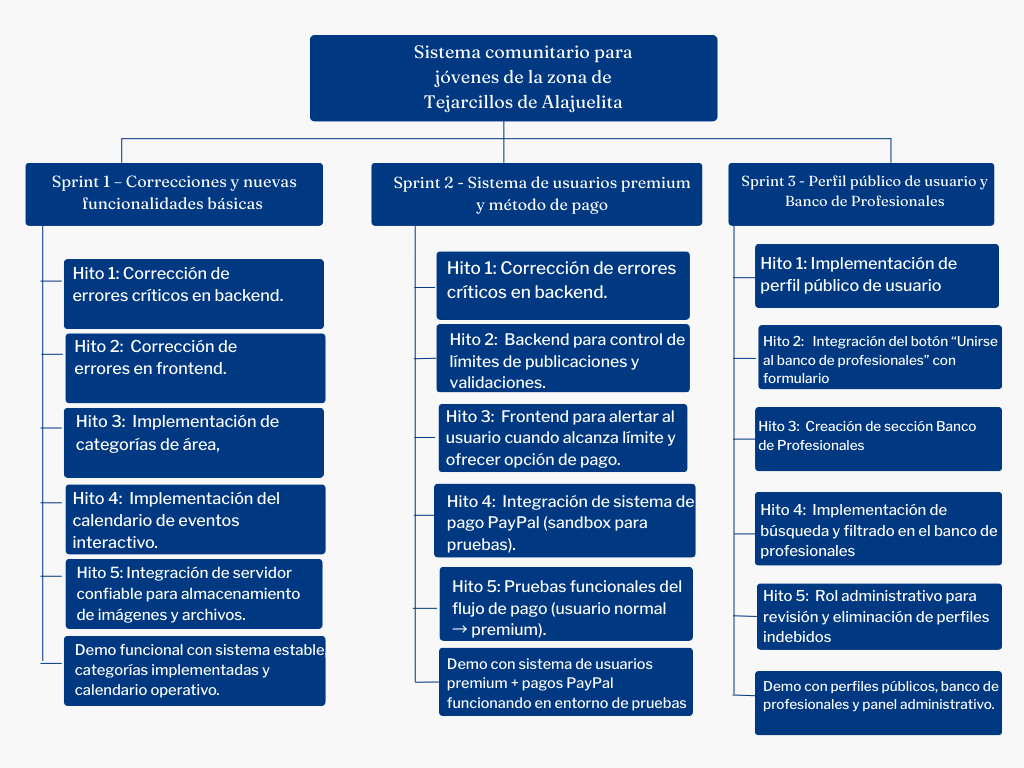 Sistema comunitario para
jóvenes de la zona de
Tejarcillos de Alajuelita
Sprint 1 – Correcciones y nuevas
funcionalidades básicas
Hito 1: Corrección de
errores críticos en backend.
Hito 2:  Corrección de
errores en frontend.
Hito 3:  Implementación de
categorías de área,
Hito 4:  Implementación del
calendario de eventos
interactivo.
Hito 5: Integración de servidor
confiable para almacenamiento
de imágenes y archivos.
Demo funcional con sistema estable,
categorías implementadas y
calendario operativo.
Sprint 2 - Sistema de usuarios premium
y método de pago
Hito 1: Corrección de errores
críticos en backend.
Hito 2:  Backend para control de
límites de publicaciones y
validaciones.
Hito 3:  Frontend para alertar al
usuario cuando alcanza límite y
ofrecer opción de pago.
Hito 4:  Integración de sistema de
pago PayPal (sandbox para
pruebas).
Hito 5: Pruebas funcionales del
flujo de pago (usuario normal
→ premium).
Demo con sistema de usuarios
premium + pagos PayPal
funcionando en entorno de pruebas
Sprint 3 - Perfil público de usuario y
Banco de Profesionales
Hito 1: Implementación de
perfil público de usuario
Hito 2:  Integración del botón “Unirse
al banco de profesionales” con
formulario
Hito 3:  Creación de sección Banco
de Profesionales
Hito 4:  Implementación de
búsqueda y filtrado en el banco de
profesionales
Hito 5:  Rol administrativo para
revisión y eliminación de perfiles
indebidos
Demo con perfiles públicos, banco de
profesionales y panel administrativo.